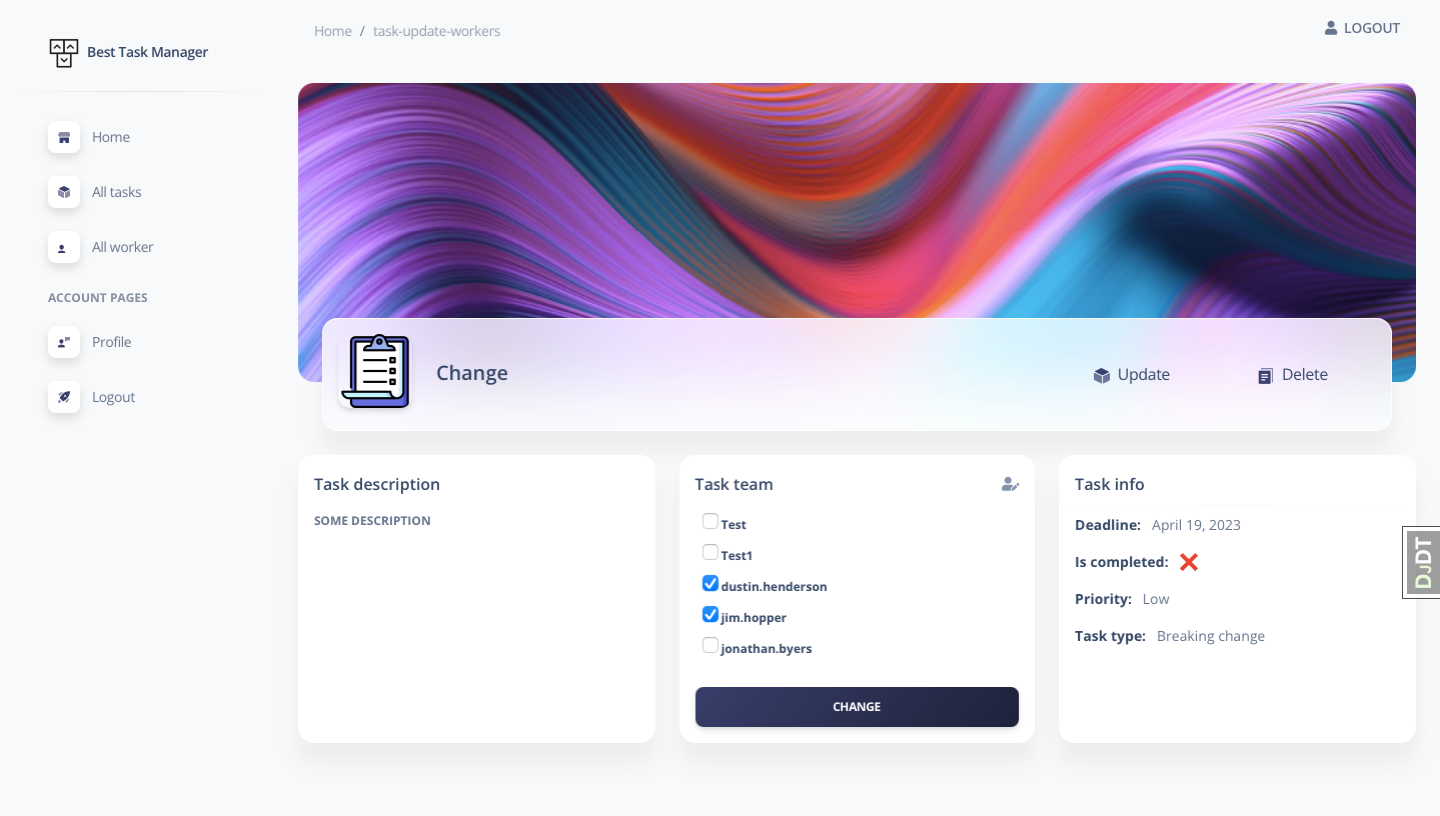 Best Task Manager
Home / task-update-workers
LOGOUT
Home
All tasks
All worker
ACCOUNT PAGES
Profile
Logout
Change
Update
Delete
Task description
SOME DESCRIPTION
Task team
Test
Test1
dustin.henderson
jim.hopper
jonathan.byers
CHANGE
Task info
Deadline: April 19, 2023
Is completed: ❌
Priority: Low
Task type: Breaking change
DJDT